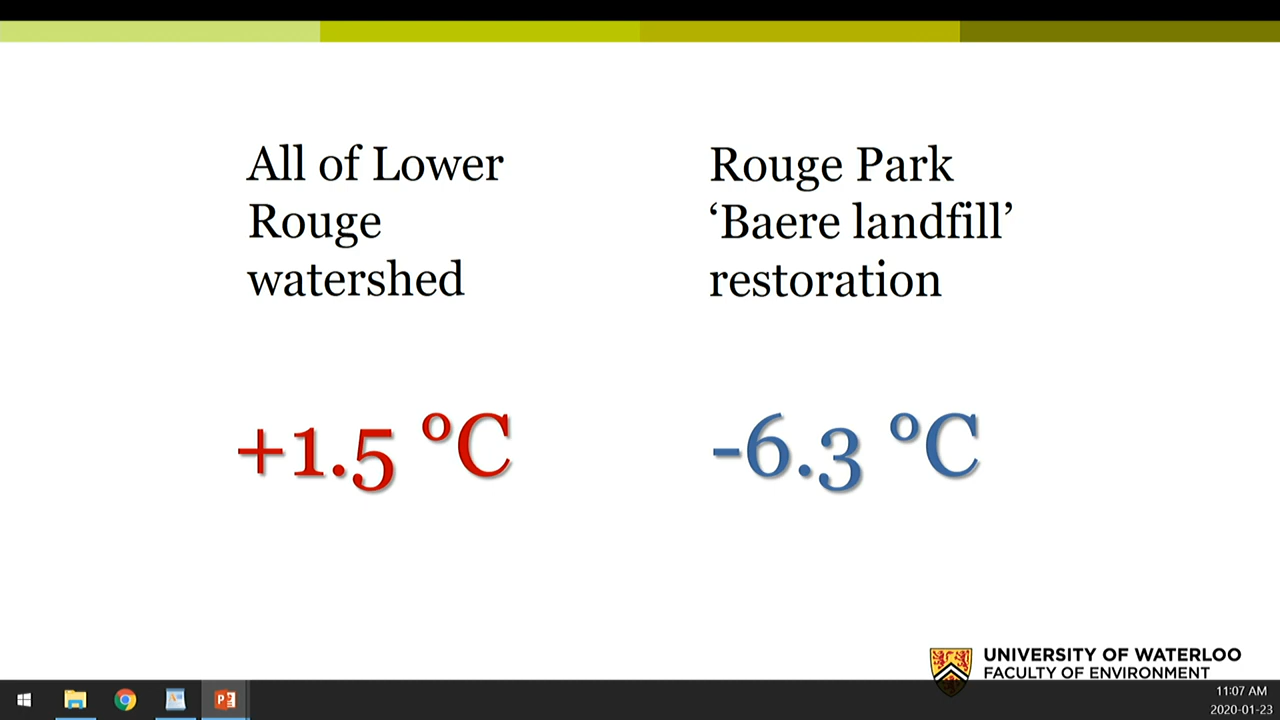 All of Lower
Rouge
watershed
Rouge Park
‘Baere landfill’
restoration
+1.5 °C
-6.3 °C
UNIVERSITY OF WATERLOO
FACULTY OF ENVIRONMENT
11:07 AM
2020-01-23